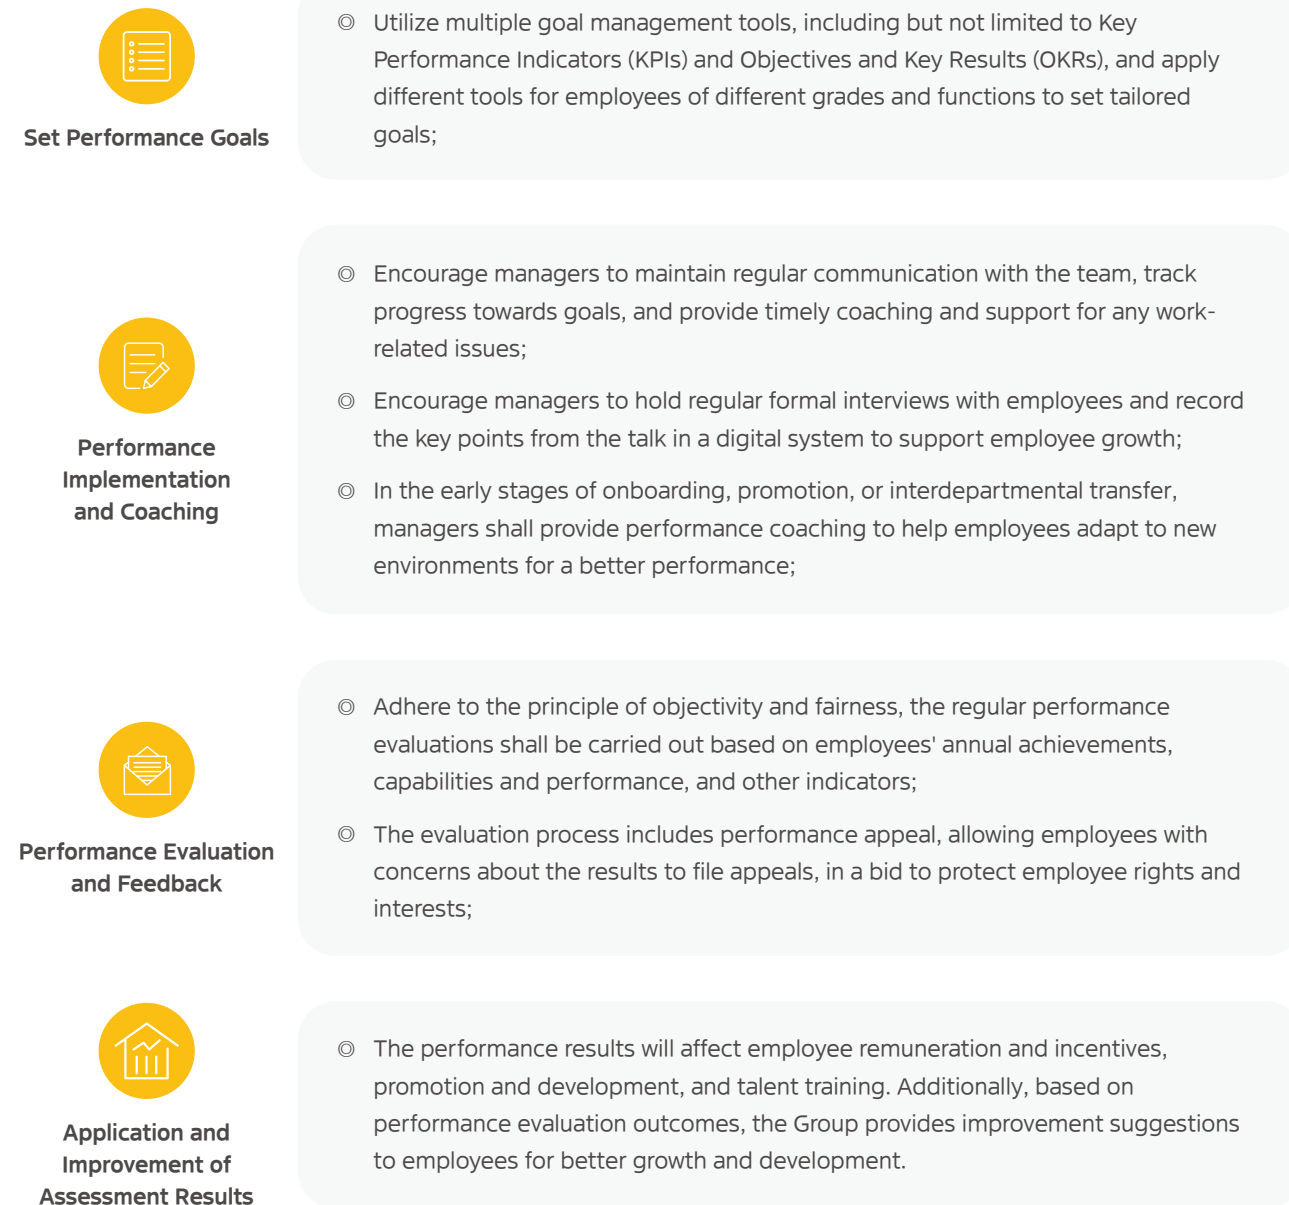 Set Performance Goals
◎ Utilize multiple goal management tools, including but not limited to Key
Performance Indicators (KPIs) and Objectives and Key Results (OKRs), and apply
different tools for employees of different grades and functions to set tailored
goals;
Performance
Implementation
and Coaching
◎ Encourage managers to maintain regular communication with the team, track
progress towards goals, and provide timely coaching and support for any work-
related issues;
◎ Encourage managers to hold regular formal interviews with employees and record
the key points from the talk in a digital system to support employee growth;
◎ In the early stages of onboarding, promotion, or interdepartmental transfer,
managers shall provide performance coaching to help employees adapt to new
environments for a better performance;
Performance Evaluation
and Feedback
◎ Adhere to the principle of objectivity and fairness, the regular performance
evaluations shall be carried out based on employees' annual achievements,
capabilities and performance, and other indicators;
◎ The evaluation process includes performance appeal, allowing employees with
concerns about the results to file appeals, in a bid to protect employee rights and
interests;
Application and
Improvement of
Assessment Results
◎ The performance results will affect employee remuneration and incentives,
promotion and development, and talent training. Additionally, based on
performance evaluation outcomes, the Group provides improvement suggestions
to employees for better growth and development.